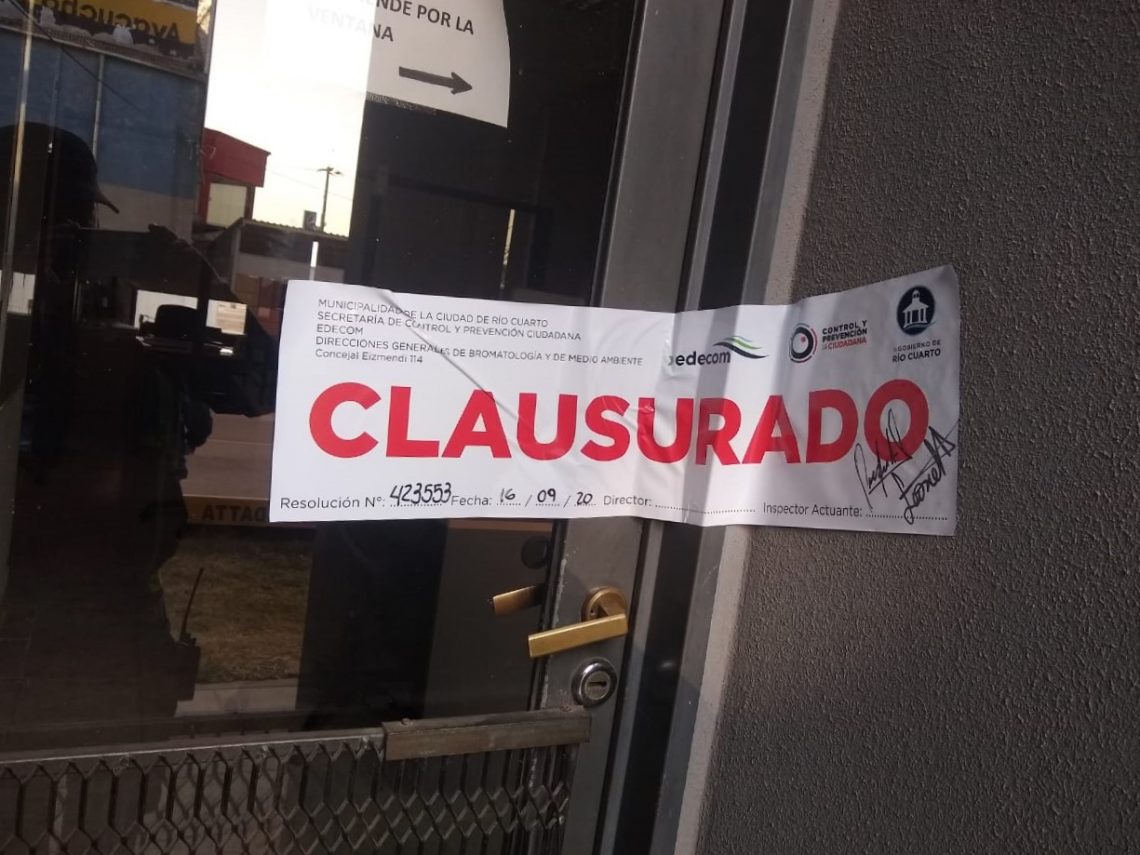 Ayacucho
ENDE POR LA
VENTANA
MUNICIPALIDAD DE LA CIUDAD DE RÍO CUARTO
SECRETARÍA DE CONTROL Y PREVENCIÓN CIUDADANA
EDECOM
DIRECCIONES GENERALES DE BROMATOLOGÍA Y DE MEDIO AMBIENTE
Concejal Eizmendi 114
edecom
CONTROL Y
PREVENCIÓN
CIUDADANA
GOBIERNO DE
RÍO CUARTO
CLAUSURADO
Resolución Nº: 423553 Fecha: 16 / 09 / 20 Director: .................... Inspector Actuante: ....................